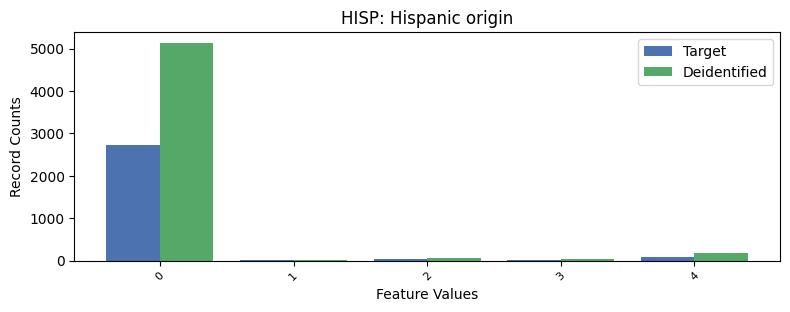 HISP: Hispanic origin
Target
Deidentified
Record Counts
5000
4000
3000
2000
1000
0
0 1 2 3 4
Feature Values